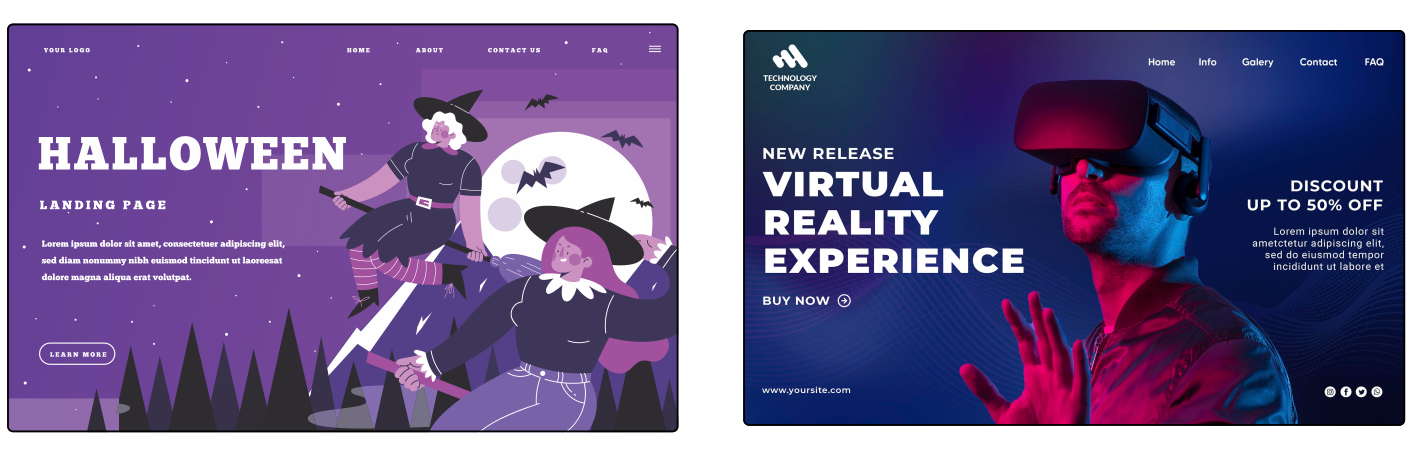 YOUR LOGO
HOME
ABOUT
CONTACT US
FAQ
HALLOWEEN
LANDING PAGE
Lorem ipsum dolor sit amet, consectetuer adipiscing elit,
sed diam nonummy nibh euismod tincidunt ut laoreesat
dolore magna aliqua erat volutpat.
LEARN MORE
TECHNOLOGY
COMPANY
Home
Info
Galery
Contact
FAQ
NEW RELEASE
VIRTUAL
REALITY
EXPERIENCE
BUY NOW
www.yoursite.com
DISCOUNT
UP TO 50% OFF
Lorem ipsum dolor sit
ametctetur adipiscing elit,
sed do eiusmod tempor
incididunt ut labore et